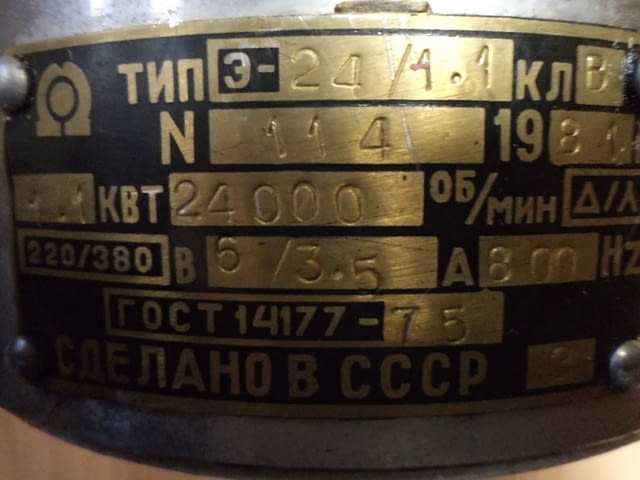 ТИП Э-24/1.1 КЛ В
N 114 1981
1.1 КВТ 24000 ОБ/МИН Δ/Y
220/380 В 6/3.5 А 800 Hz
ГОСТ 14177-75
СДЕЛАНО В СССР 2